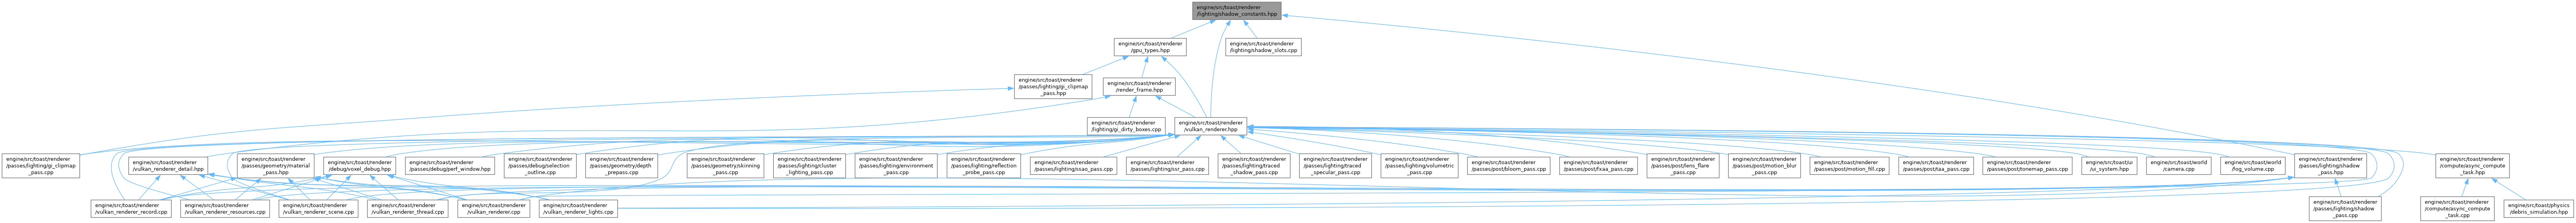 engine/src/toast/renderer
/lighting/shadow_constants.hpp
engine/src/toast/renderer
/gpu_types.hpp
engine/src/toast/renderer
/lighting/shadow_slots.cpp
engine/src/toast/renderer
/passes/lighting/gi_clipmap
_pass.hpp
engine/src/toast/renderer
/render_frame.hpp
engine/src/toast/renderer
/lighting/gi_dirty_boxes.cpp
engine/src/toast/renderer
/vulkan_renderer.hpp
engine/src/toast/renderer
/passes/lighting/gi_clipmap
_pass.cpp
engine/src/toast/renderer
/vulkan_renderer_detail.hpp
engine/src/toast/renderer
/passes/geometry/material
_pass.hpp
engine/src/toast/renderer
/debug/voxel_debug.hpp
engine/src/toast/renderer
/passes/debug/perf_window.hpp
engine/src/toast/renderer
/passes/debug/selection
_outline.cpp
engine/src/toast/renderer
/passes/geometry/depth
_prepass.cpp
engine/src/toast/renderer
/passes/geometry/skinning
_pass.cpp
engine/src/toast/renderer
/passes/lighting/cluster
_lighting_pass.cpp
engine/src/toast/renderer
/passes/lighting/environment
_pass.cpp
engine/src/toast/renderer
/passes/lighting/reflection
_probe_pass.cpp
engine/src/toast/renderer
/passes/lighting/ssao_pass.cpp
engine/src/toast/renderer
/passes/lighting/ssr_pass.cpp
engine/src/toast/renderer
/passes/lighting/traced
_shadow_pass.cpp
engine/src/toast/renderer
/passes/lighting/traced
_specular_pass.cpp
engine/src/toast/renderer
/passes/lighting/volumetric
_pass.cpp
engine/src/toast/renderer
/passes/post/bloom_pass.cpp
engine/src/toast/renderer
/passes/post/fxaa_pass.cpp
engine/src/toast/renderer
/passes/post/lens_flare
_pass.cpp
engine/src/toast/renderer
/passes/post/motion_blur
_pass.cpp
engine/src/toast/renderer
/passes/post/motion_fill.cpp
engine/src/toast/renderer
/passes/post/taa_pass.cpp
engine/src/toast/renderer
/passes/post/tonemap_pass.cpp
engine/src/toast/ui
/ui_system.hpp
engine/src/toast/world
/camera.cpp
engine/src/toast/world
/fog_volume.cpp
engine/src/toast/renderer
/passes/lighting/shadow
_pass.hpp
engine/src/toast/renderer
/compute/async_compute
_task.hpp
engine/src/toast/renderer
/vulkan_renderer_record.cpp
engine/src/toast/renderer
/vulkan_renderer_resources.cpp
engine/src/toast/renderer
/vulkan_renderer_scene.cpp
engine/src/toast/renderer
/vulkan_renderer_thread.cpp
engine/src/toast/renderer
/vulkan_renderer.cpp
engine/src/toast/renderer
/vulkan_renderer_lights.cpp
engine/src/toast/renderer
/passes/lighting/shadow
_pass.cpp
engine/src/toast/renderer
/compute/async_compute
_task.cpp
engine/src/toast/physics
/debris_simulation.hpp